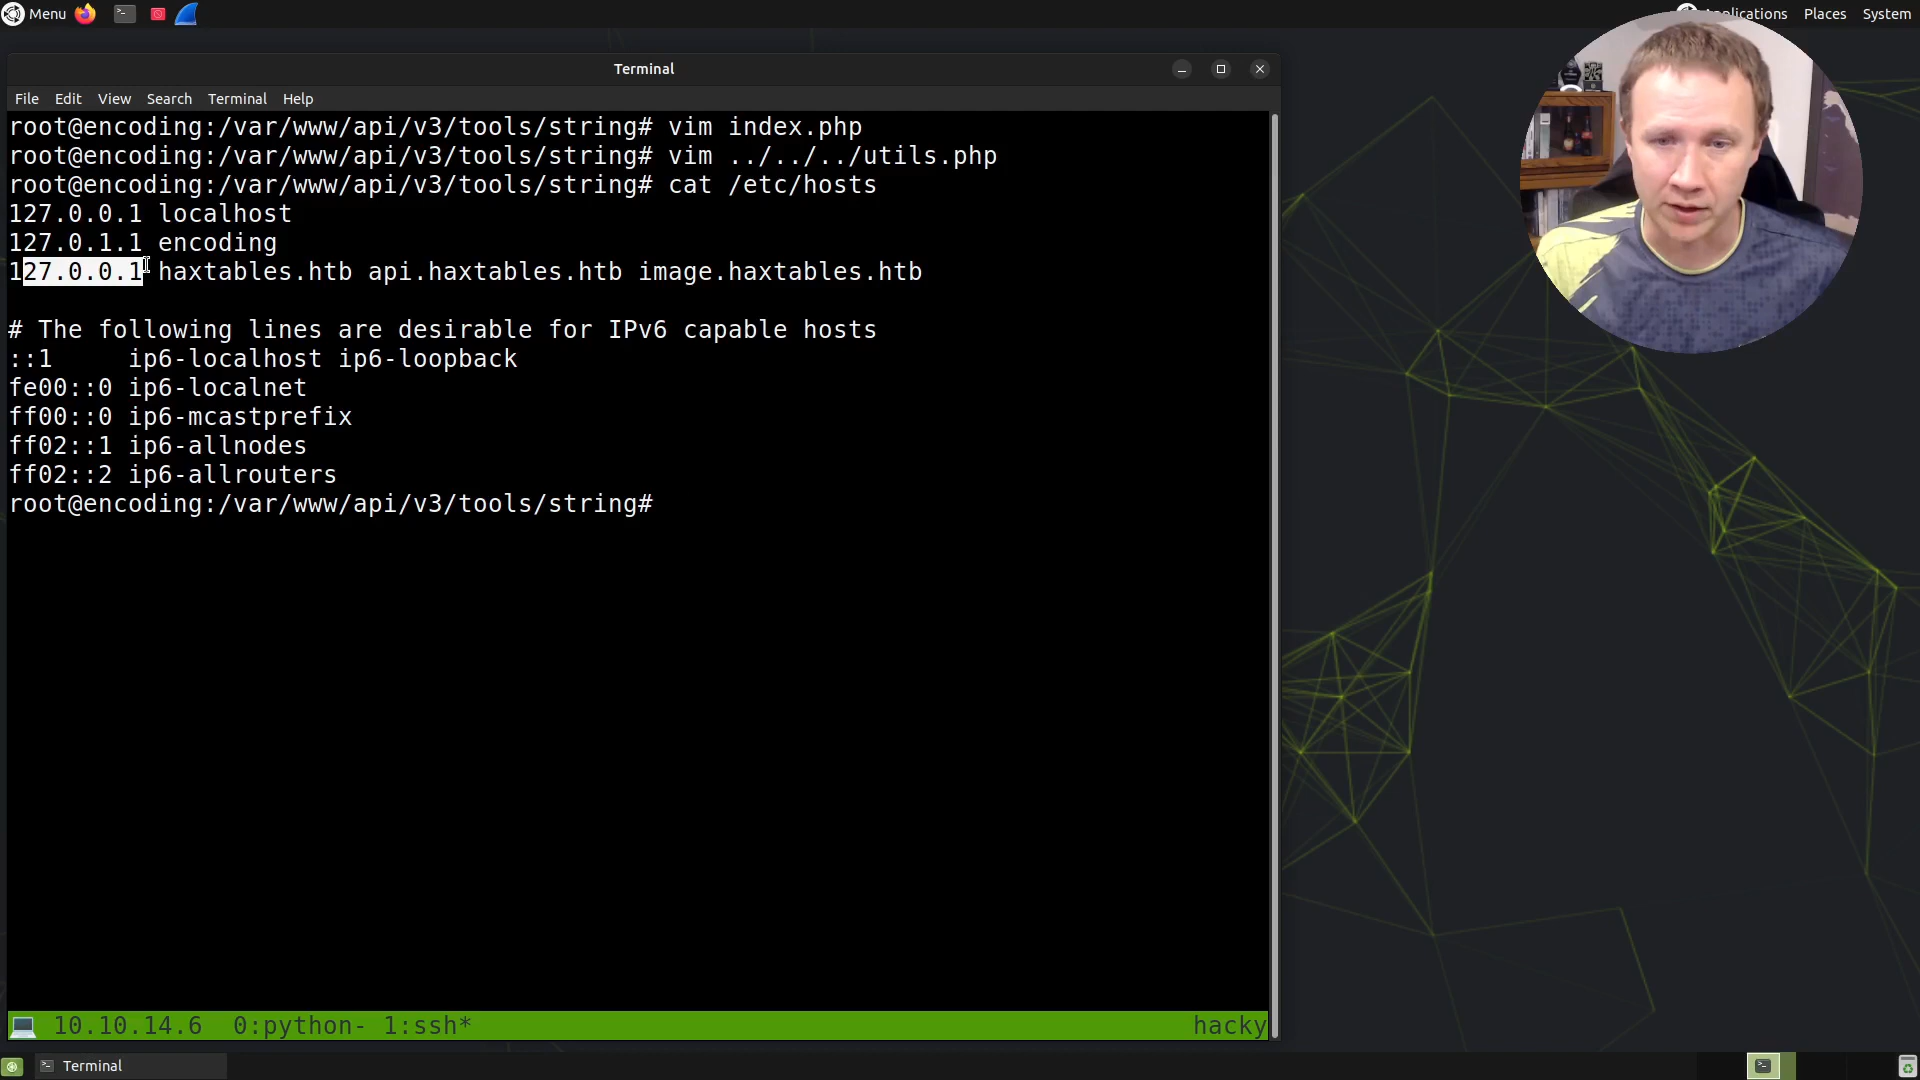 Menu
Applications Places System
Terminal
File Edit View Search Terminal Help
root@encoding:/var/www/api/v3/tools/string# vim index.php
root@encoding:/var/www/api/v3/tools/string# vim ../../../utils.php
root@encoding:/var/www/api/v3/tools/string# cat /etc/hosts
127.0.0.1 localhost
127.0.1.1 encoding
127.0.0.1 haxtables.htb api.haxtables.htb image.haxtables.htb
# The following lines are desirable for IPv6 capable hosts
::1     ip6-localhost ip6-loopback
fe00::0 ip6-localnet
ff00::0 ip6-mcastprefix
ff02::1 ip6-allnodes
ff02::2 ip6-allrouters
root@encoding:/var/www/api/v3/tools/string#
10.10.14.6  0:python- 1:ssh* hacky
Terminal